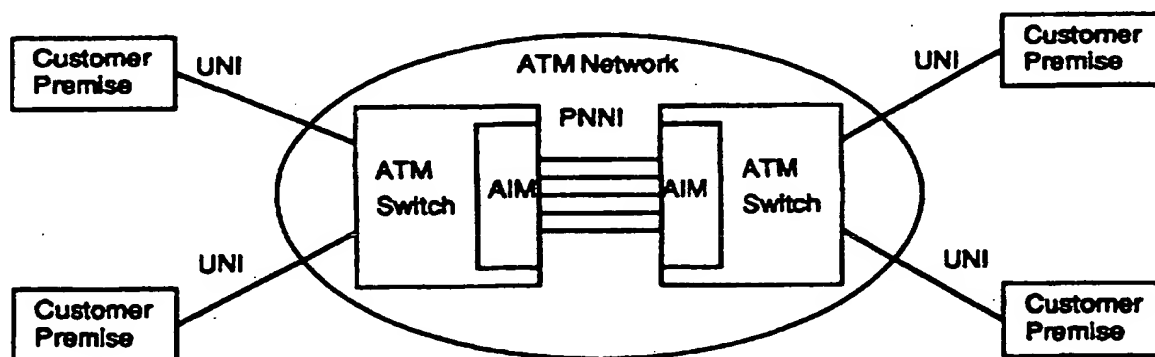 Customer
Premise
UNI
ATM Network
UNI
Customer
Premise
PNNI
ATM
Switch
AIM
AIM
ATM
Switch
UNI
UNI
Customer
Premise
Customer
Premise